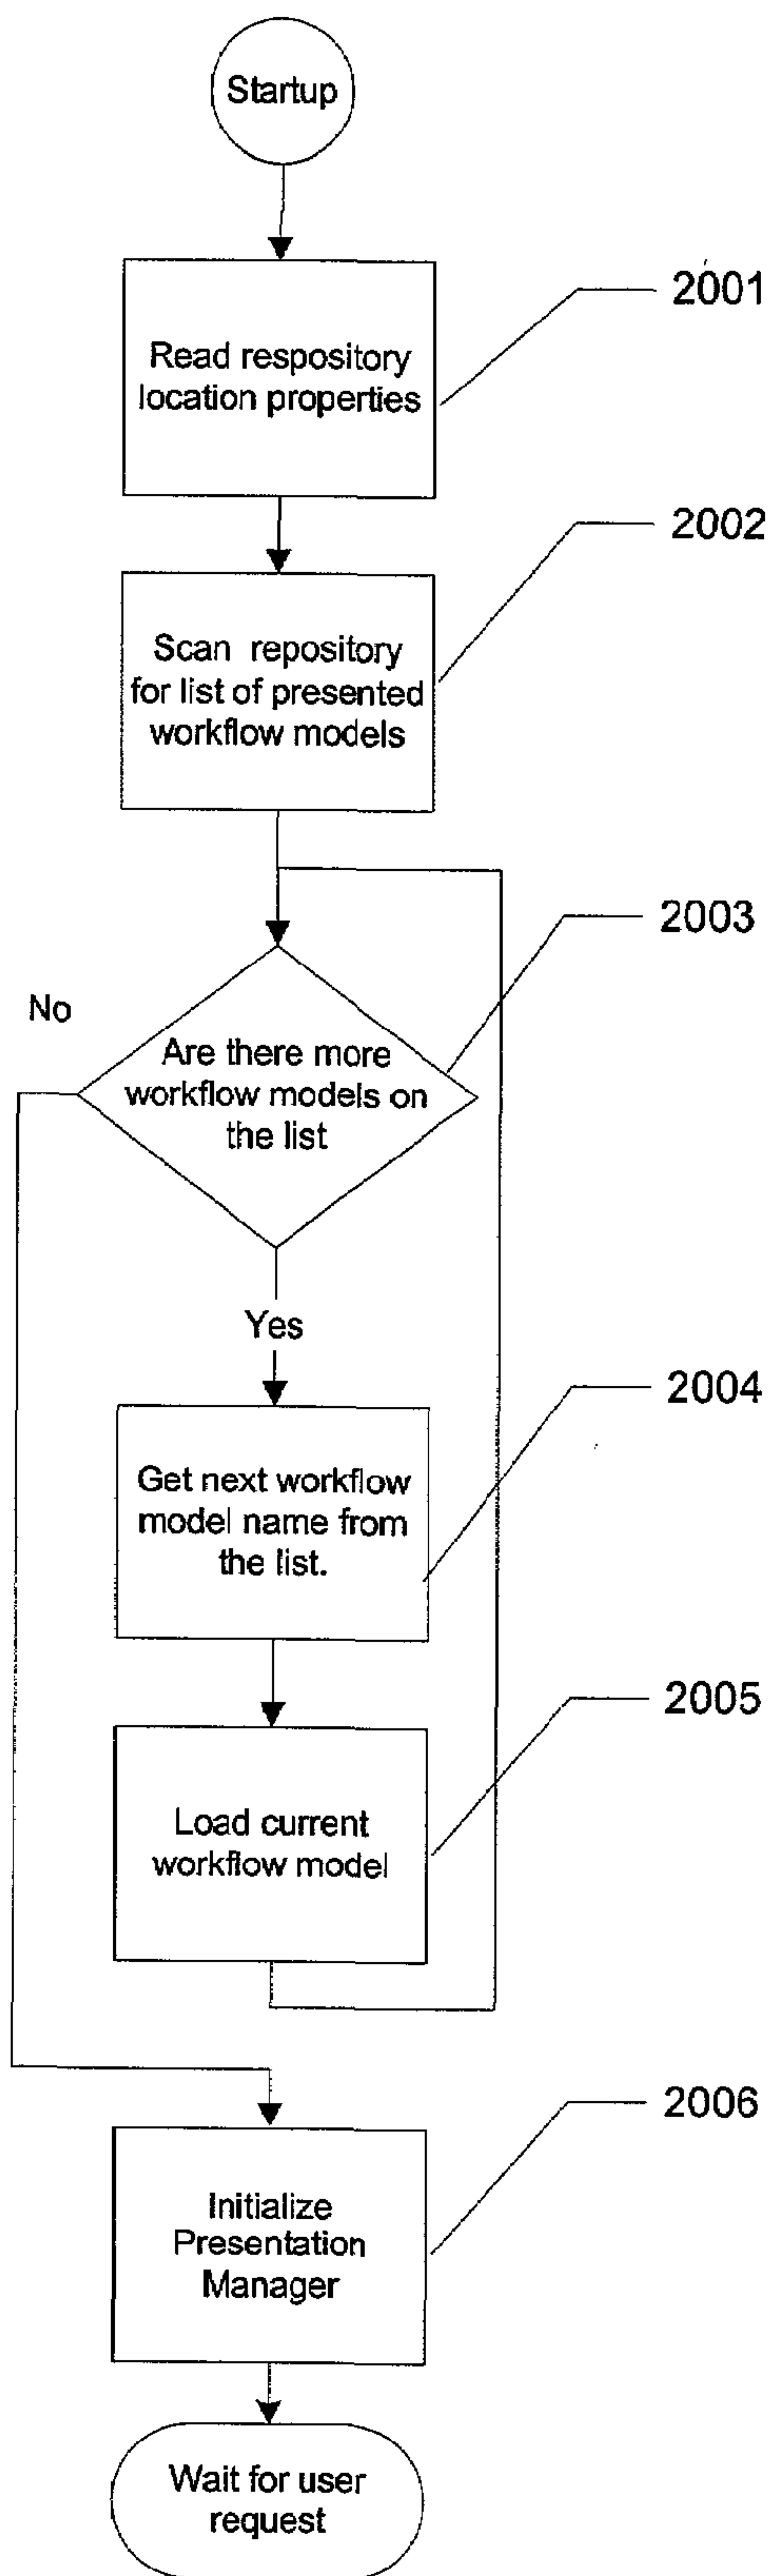 Startup
2001
Read respository
location properties
2002
Scan repository
for list of presented
workflow models
2003
No
Are there more
workflow models on
the list
Yes
2004
Get next workflow
model name from
the list.
2005
Load current
workflow model
2006
Initialize
Presentation
Manager
Wait for user
request